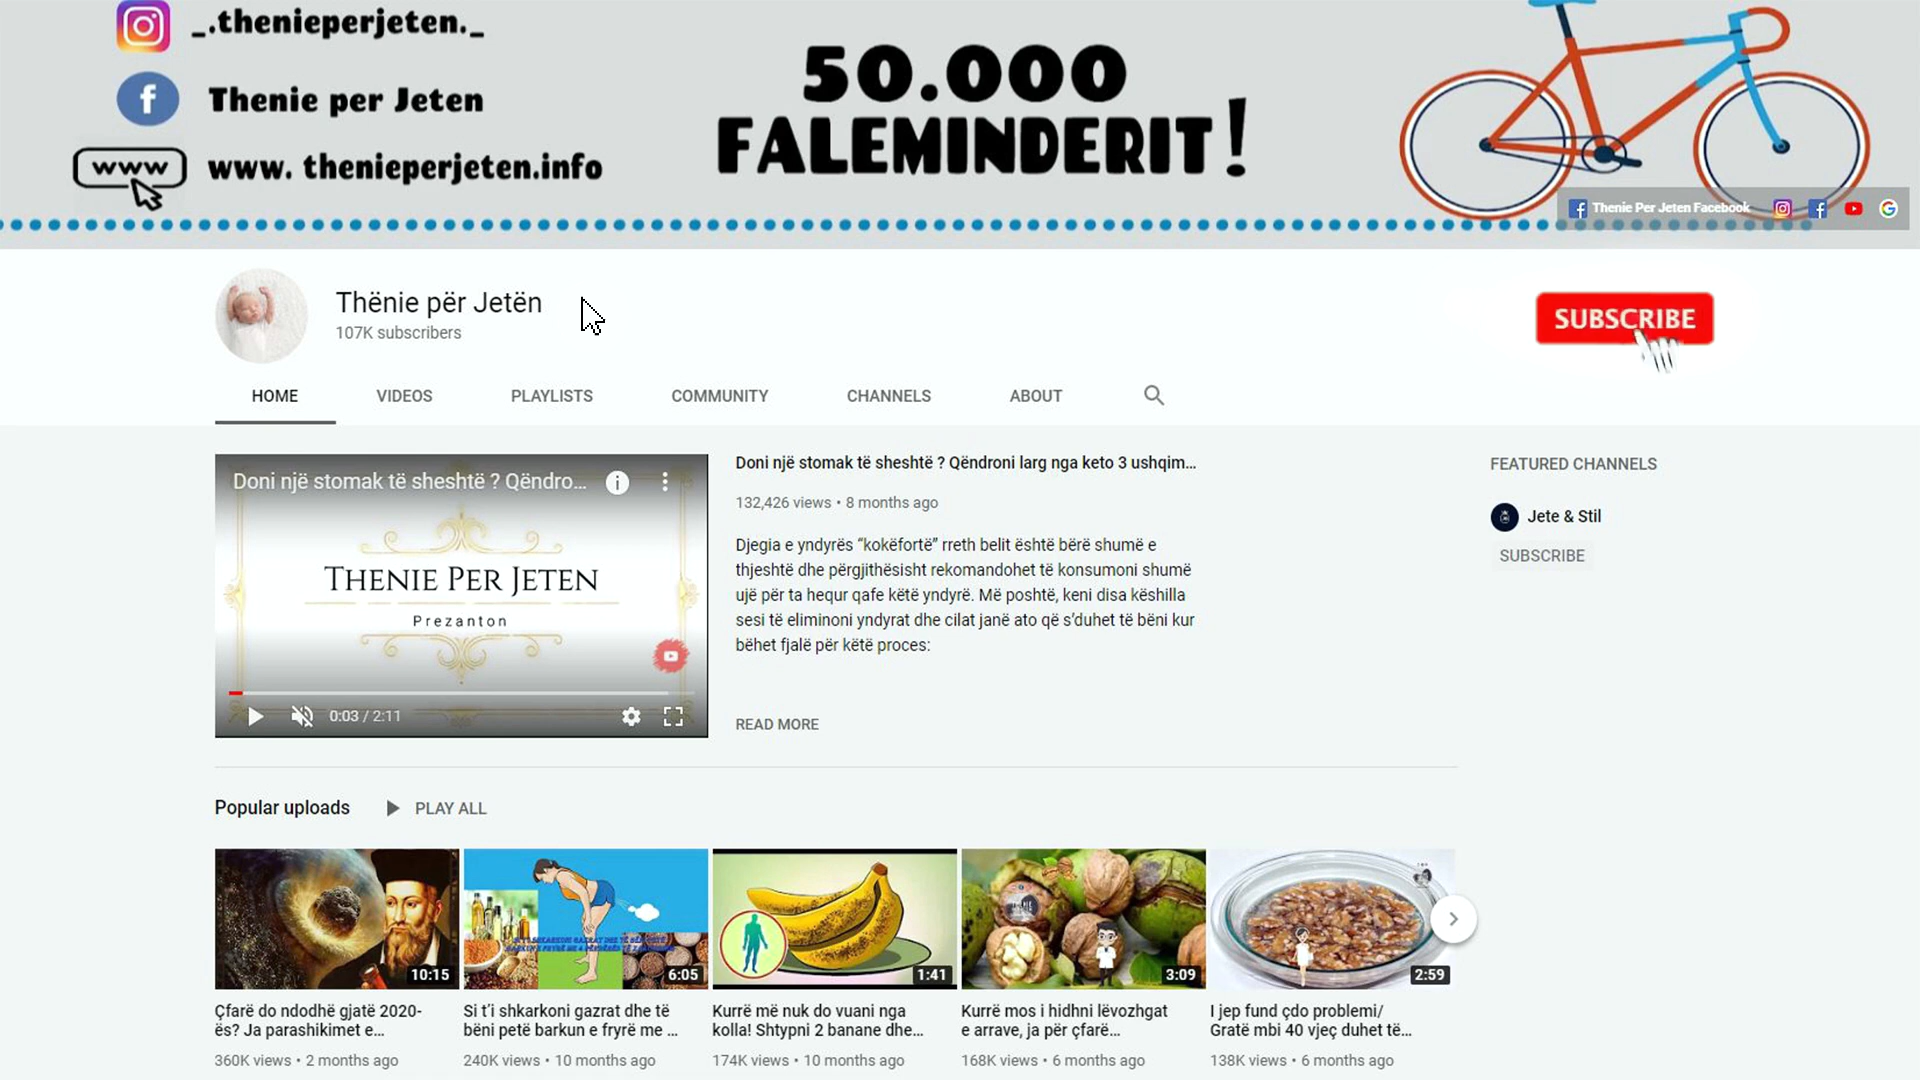 _.thenieperjeten._
Thenie per Jeten
www
www. thenieperjeten.info
50.000
FALEMINDERIT!
Thenie Per Jeten Facebook
Thënie për Jetën
107K subscribers
SUBSCRIBE
HOME VIDEOS PLAYLISTS COMMUNITY CHANNELS ABOUT
Doni një stomak të sheshtë ? Qëndro...
THENIE PER JETEN
Prezanton
0:03 / 2:11
Doni një stomak të sheshtë ? Qëndroni larg nga keto 3 ushqim...
132,426 views • 8 months ago
Djegia e yndyrës “kokëfortë” rreth belit është bërë shumë e
thjeshtë dhe përgjithësisht rekomandohet të konsumoni shumë
ujë për ta hequr qafe këtë yndyrë. Më poshtë, keni disa këshilla
sesi të eliminoni yndyrat dhe cilat janë ato që s’duhet të bëni kur
bëhet fjalë për këtë proces:
READ MORE
FEATURED CHANNELS
Jete & Stil
SUBSCRIBE
Popular uploads PLAY ALL
10:15
Çfarë do ndodhë gjatë 2020-
ës? Ja parashikimet e...
360K views • 2 months ago
6:05
Si t’i shkarkoni gazrat dhe të
bëni petë barkun e fryrë me ...
240K views • 10 months ago
1:41
Kurrë më nuk do vuani nga
kolla! Shtypni 2 banane dhe...
174K views • 10 months ago
3:09
Kurrë mos i hidhni lëvozhgat
e arrave, ja për çfarë...
168K views • 6 months ago
2:59
I jep fund çdo problemi/
Gratë mbi 40 vjeç duhet të...
138K views • 6 months ago